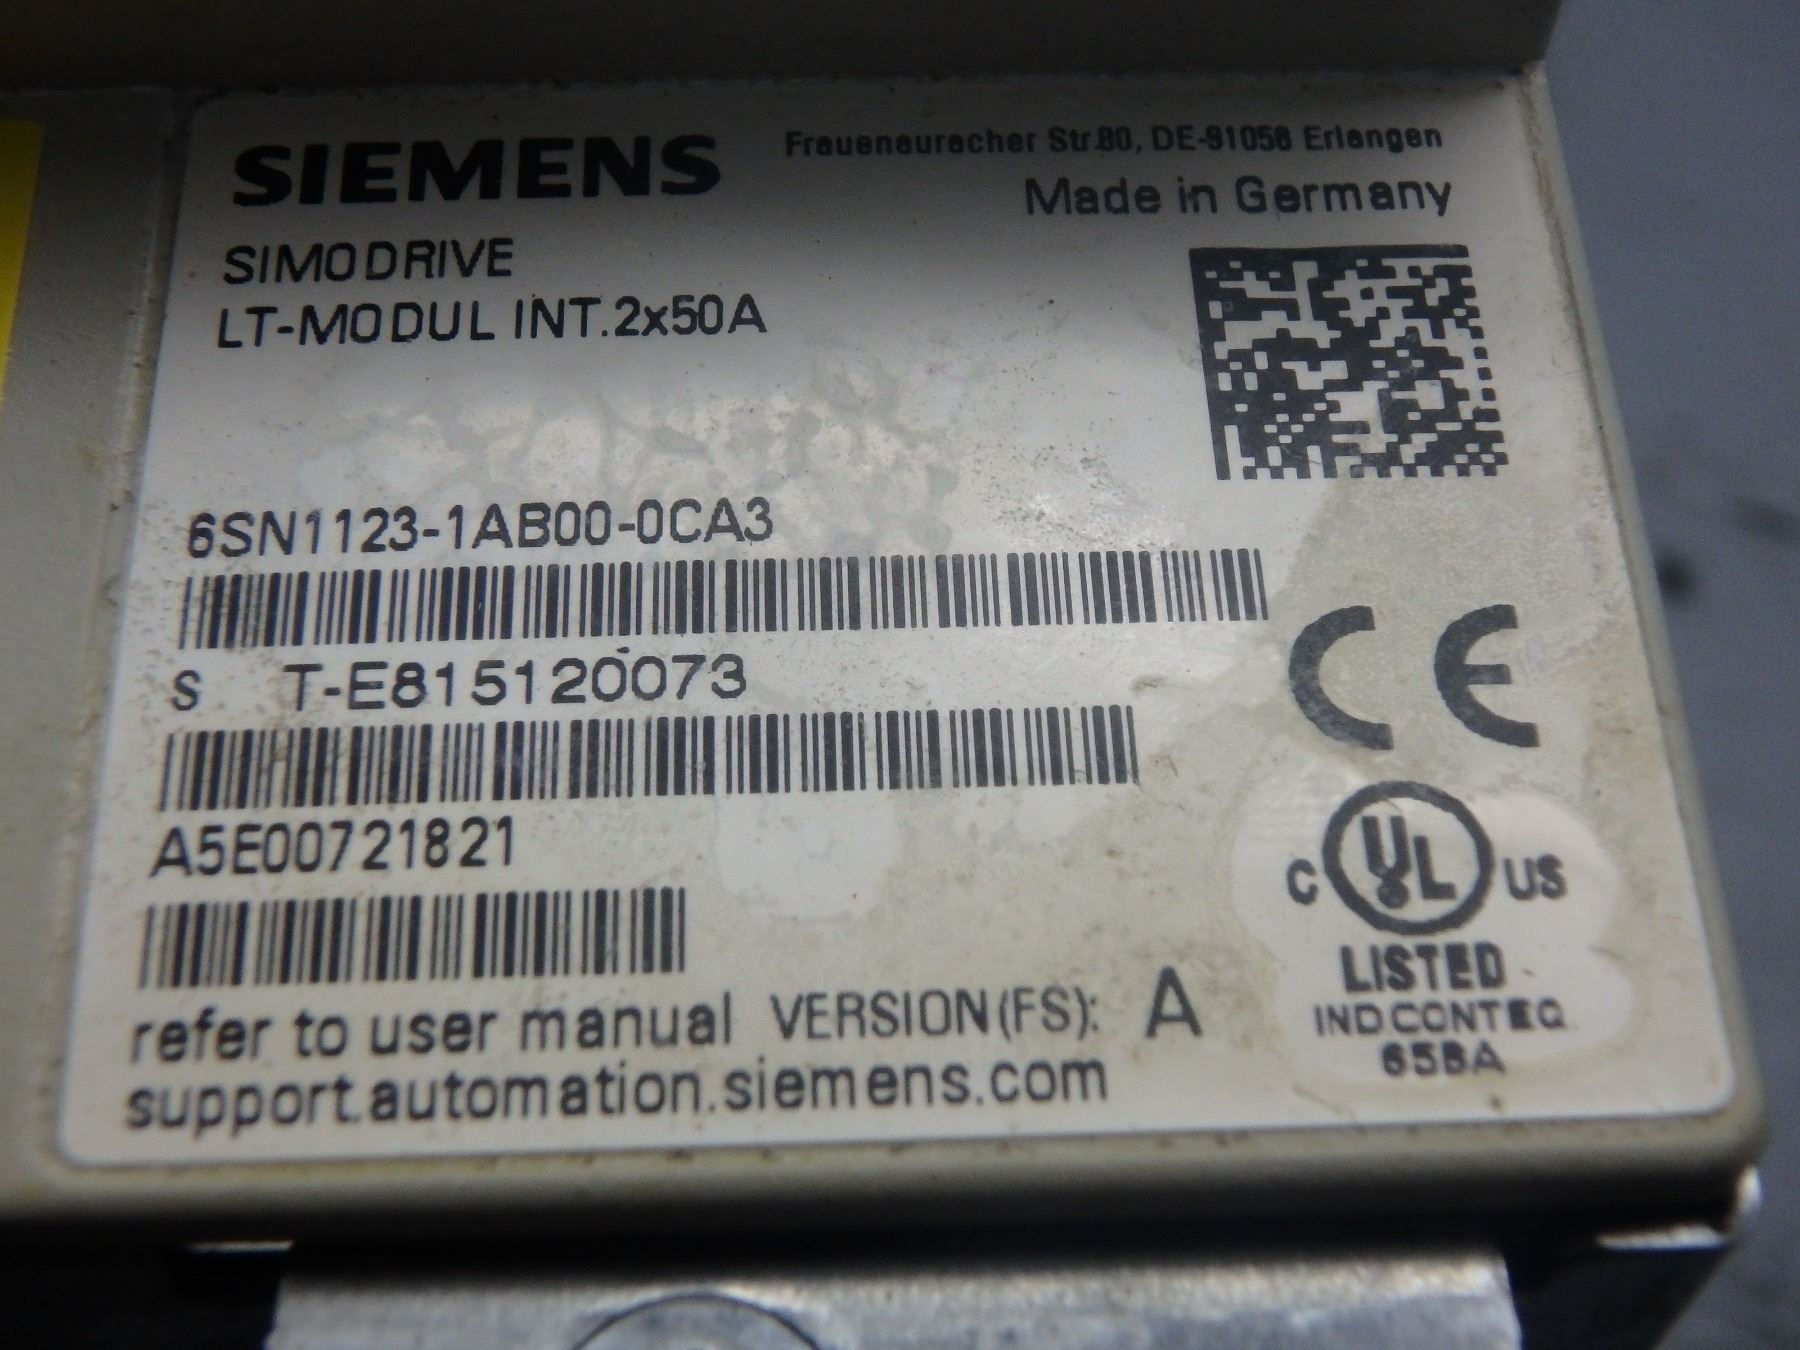 SIEMENS
Frauenauracher Str.80, DE-91056 Erlangen
Made in Germany
SIMODRIVE
LT-MODUL INT.2x50A
6SN1123-1AB00-0CA3
S T-E815120073
A5E00721821
refer to user manual VERSION(FS): A
support.automation.siemens.com
CE
C UL US
LISTED
IND.CONT.EQ
65BA